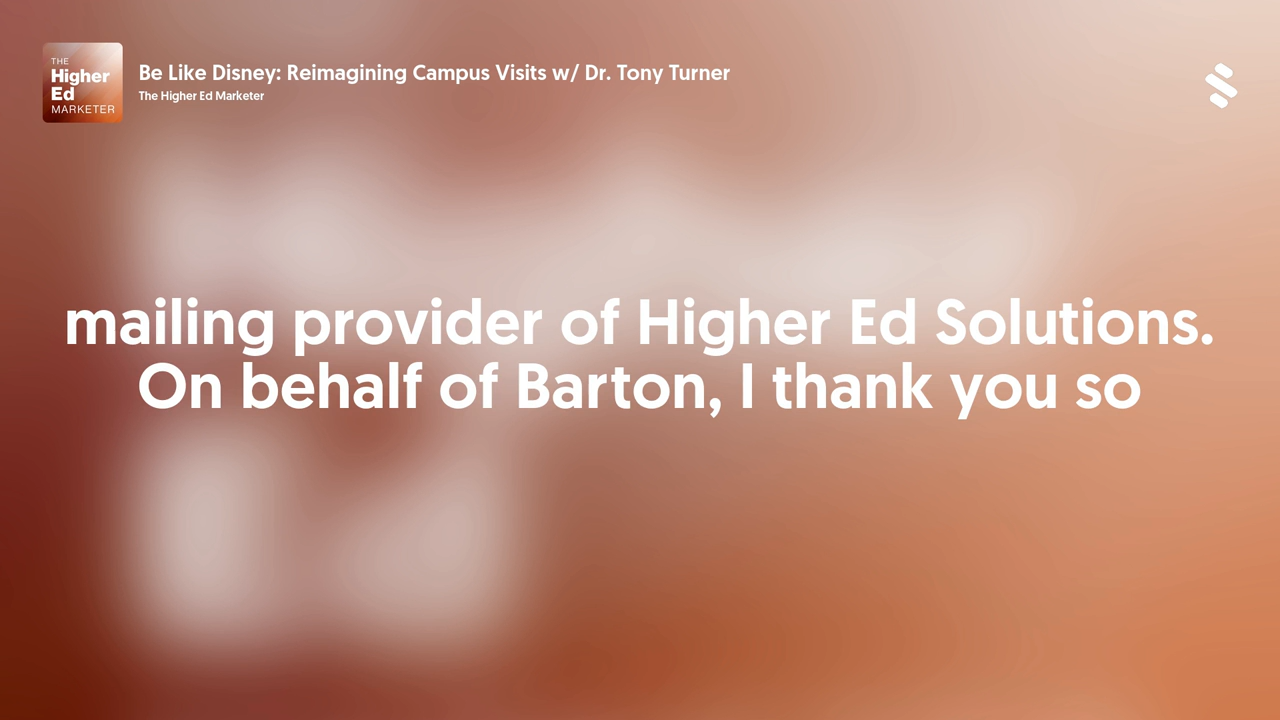 THE
Higher
Ed
MARKETER
Be Like Disney: Reimagining Campus Visits w/ Dr. Tony Turner
The Higher Ed Marketer
mailing provider of Higher Ed Solutions.
On behalf of Barton, I thank you so